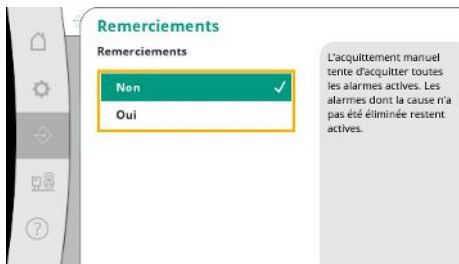 Remerciements
Remerciements
Non
Oui
L'acquittement manuel
tente d'acquitter toutes
les alarmes actives. Les
alarmes dont la cause n'a
pas été éliminée restent
actives.